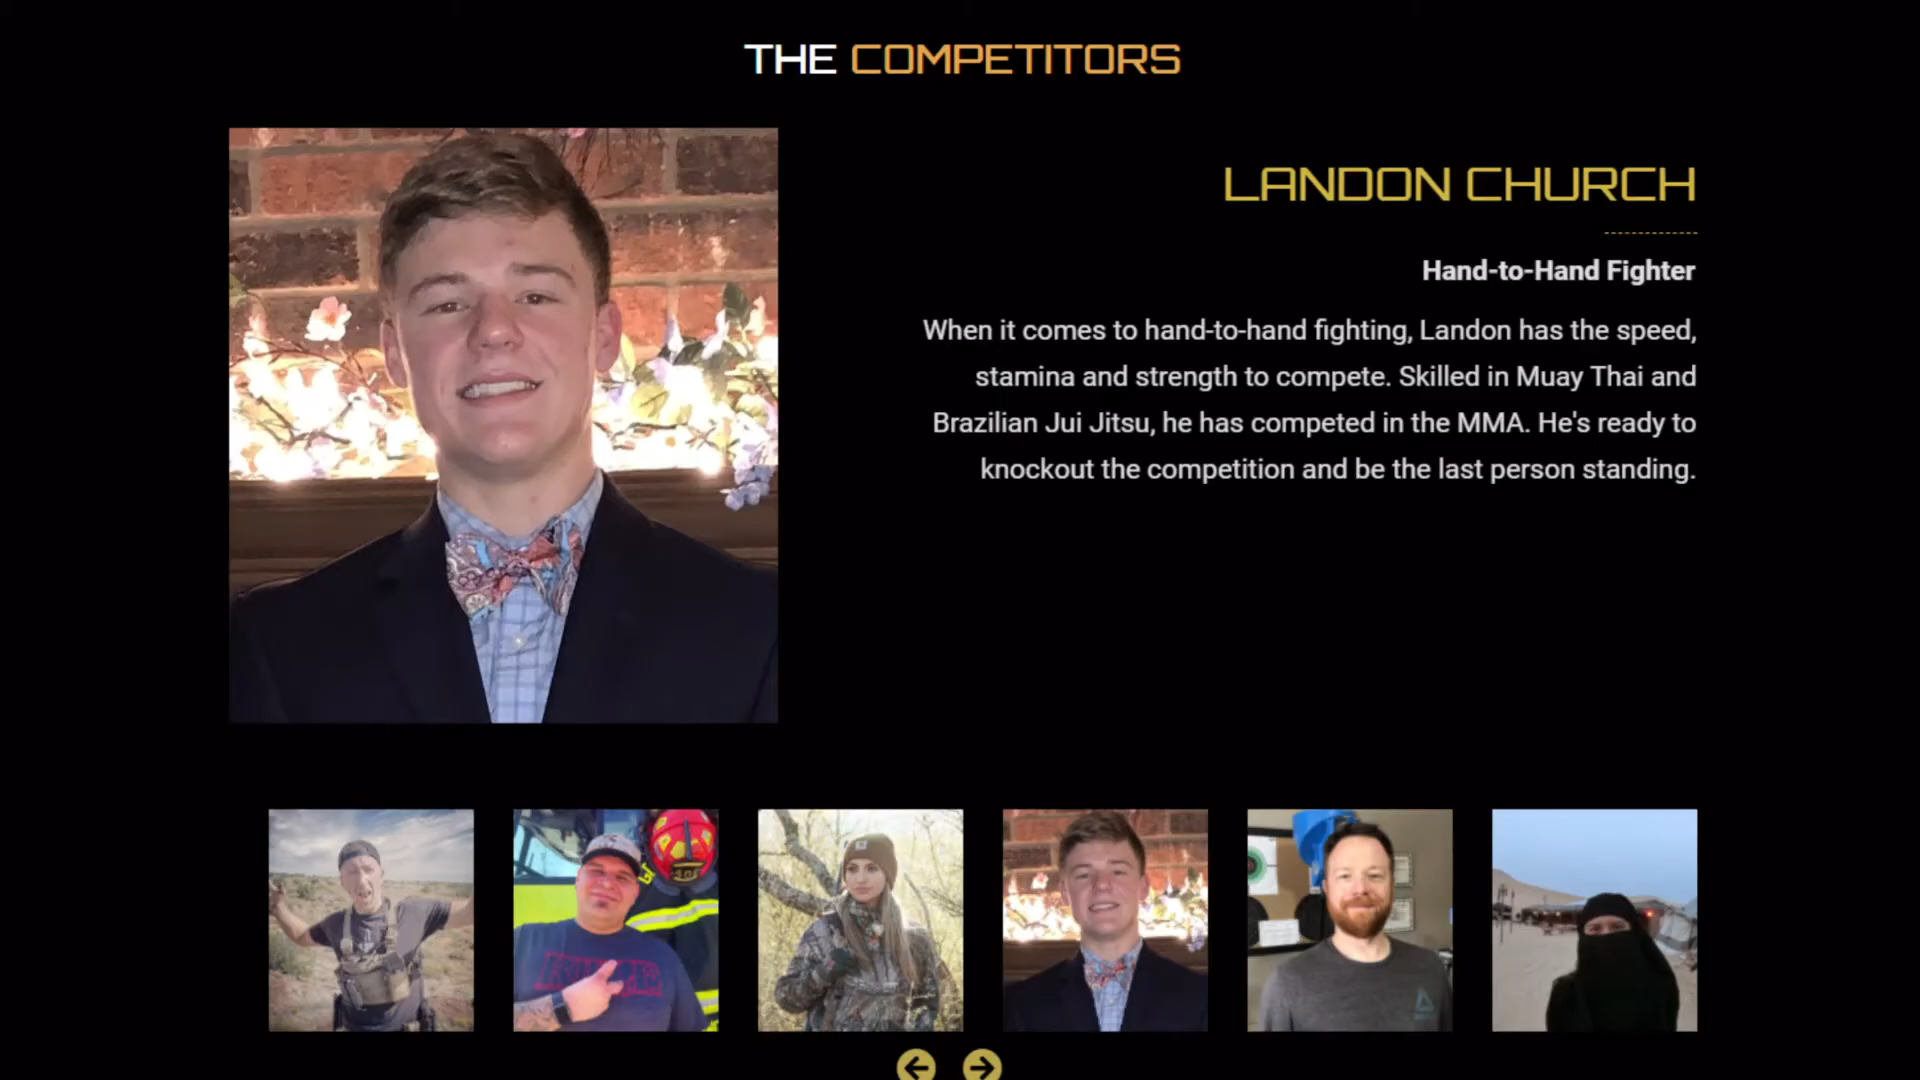 THE COMPETITORS
LANDON CHURCH
Hand-to-Hand Fighter
When it comes to hand-to-hand fighting, Landon has the speed,
stamina and strength to compete. Skilled in Muay Thai and
Brazilian Jui Jitsu, he has competed in the MMA. He's ready to
knockout the competition and be the last person standing.